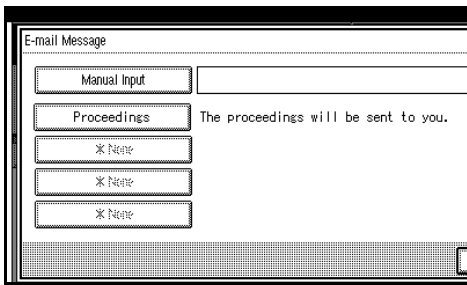 E-mail Message
Manual Input
Proceedings The proceedings will be sent to you.
* None
* None
* None